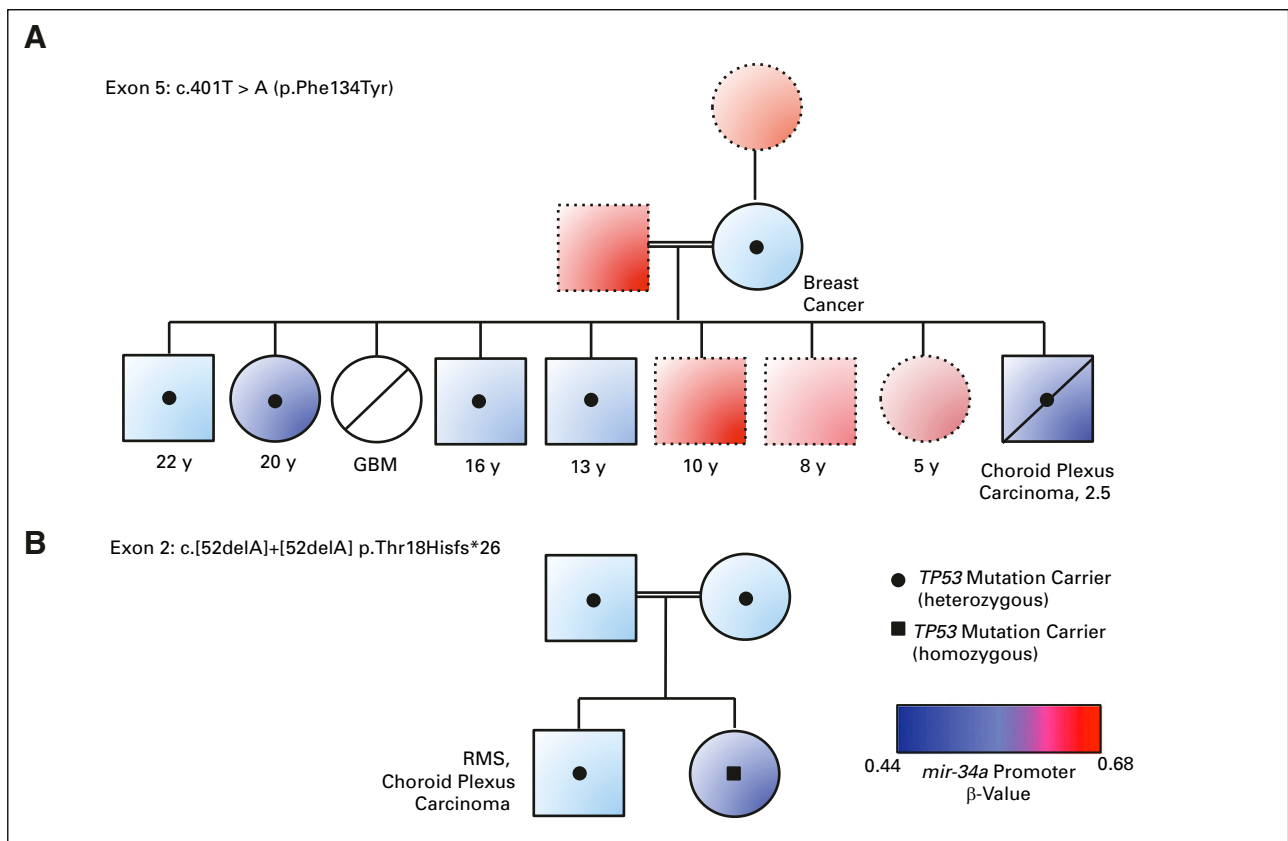 A
Exon 5: c.401T > A (p.Phe134Tyr)
Breast
Cancer
22 y
20 y
GBM
16 y
13 y
10 y
8 y
5 y
Choroid Plexus
Carcinoma, 2.5
B
Exon 2: c.[52delA]+[52delA] p.Thr18Hisfs*26
TP53 Mutation Carrier
(heterozygous)
TP53 Mutation Carrier
(homozygous)
RMS,
Choroid Plexus
Carcinoma
0.44
0.68
mir-34a Promoter
β-Value